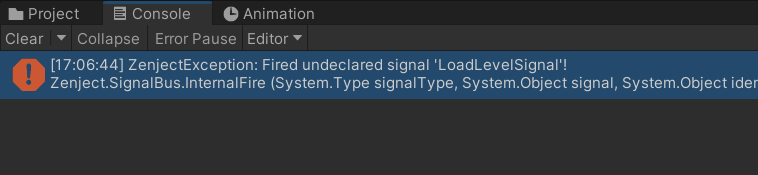 Project Console Animation
Clear Collapse Error Pause Editor
[17:06:44] ZenjectException: Fired undeclared signal 'LoadLevelSignal'!
Zenject.SignalBus.InternalFire (System.Type signalType, System.Object signal, System.Object iden